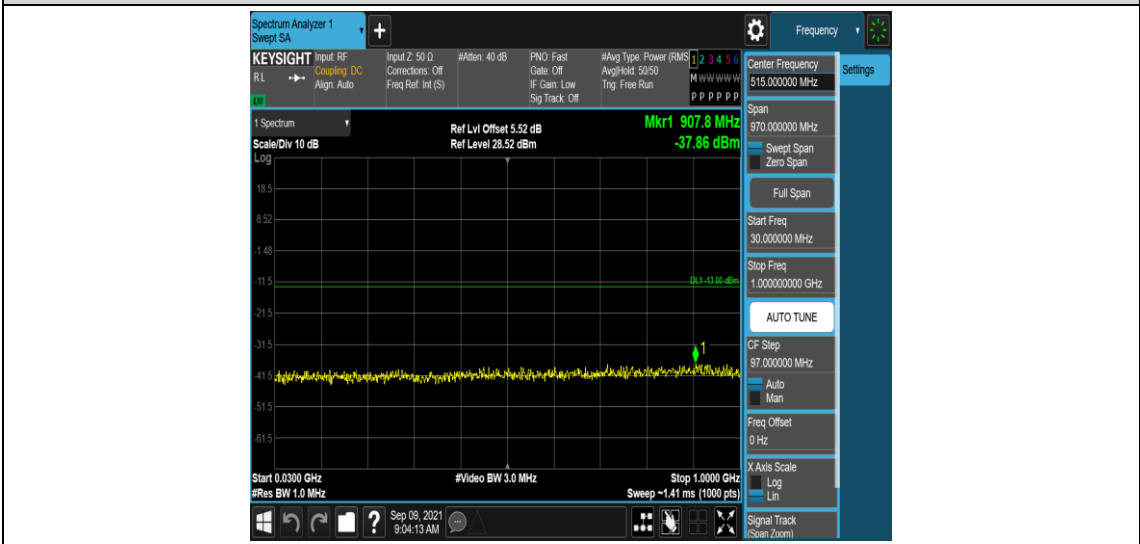 Spectrum Analyzer 1
Swept SA
+
Frequency
KEYSIGHT
RL
LXI
Input: RF
Coupling: DC
Align: Auto
Input Z: 50 Ω
Corrections: Off
Freq Ref: Int (S)
#Atten: 40 dB
PNO: Fast
Gate: Off
IF Gain: Low
Sig Track: Off
#Avg Type: Power (RMS
Avg|Hold: 50/50
Trig: Free Run
1 2 3 4 5 6
M W W W W W
P P P P P P
Center Frequency
515.000000 MHz
Settings
Span
970.000000 MHz
Swept Span
Zero Span
Full Span
Start Freq
30.000000 MHz
Stop Freq
1.000000000 GHz
AUTO TUNE
CF Step
97.000000 MHz
Auto
Man
Freq Offset
0 Hz
X Axis Scale
Log
Lin
Signal Track
(Span Zoom)
1 Spectrum
Scale/Div 10 dB
Log
Ref Lvl Offset 5.52 dB
Ref Level 28.52 dBm
Mkr1 907.8 MHz
-37.86 dBm
18.5
8.52
-1.48
-11.5
DL1 -13.00 dBm
-21.5
-31.5
1
-41.5
-51.5
-61.5
Start 0.0300 GHz
#Video BW 3.0 MHz
Stop 1.0000 GHz
#Res BW 1.0 MHz
Sweep ~1.41 ms (1000 pts)
?
Sep 09, 2021
9:04:13 AM